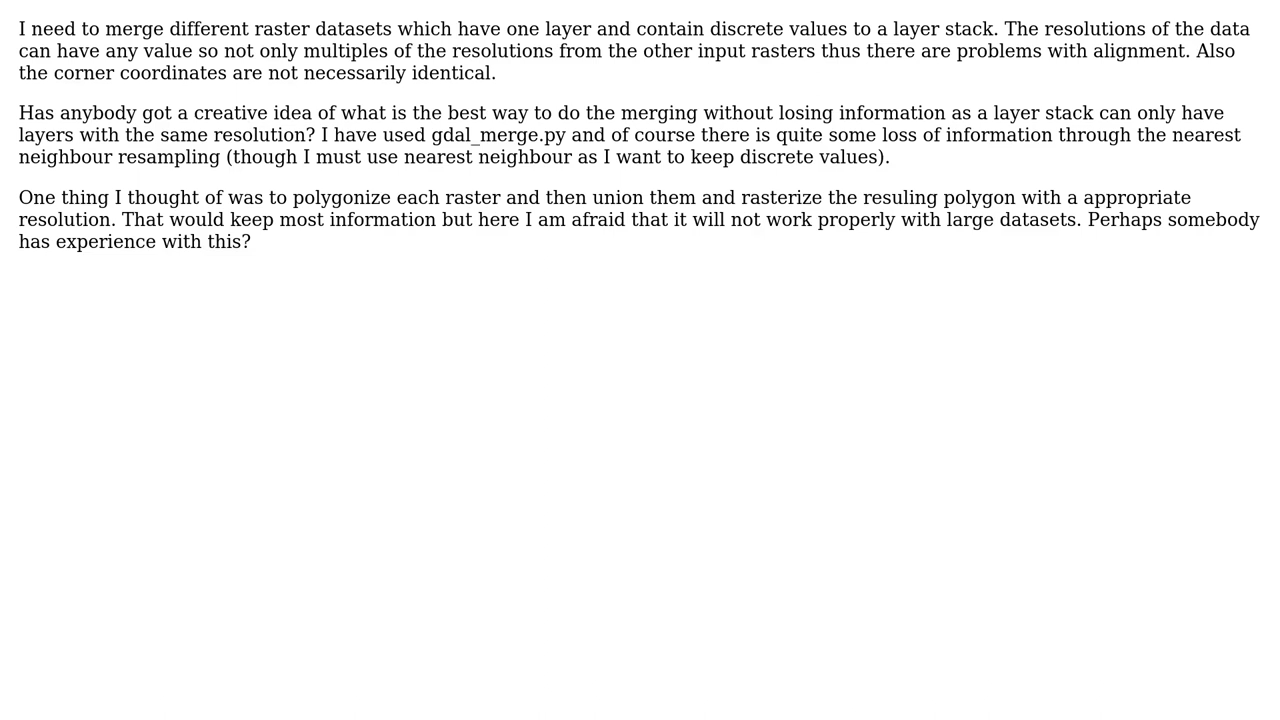 I need to merge different raster datasets which have one layer and contain discrete values to a layer stack. The resolutions of the data
can have any value so not only multiples of the resolutions from the other input rasters thus there are problems with alignment. Also
the corner coordinates are not necessarily identical.
Has anybody got a creative idea of what is the best way to do the merging without losing information as a layer stack can only have
layers with the same resolution? I have used gdal_merge.py and of course there is quite some loss of information through the nearest
neighbour resampling (though I must use nearest neighbour as I want to keep discrete values).
One thing I thought of was to polygonize each raster and then union them and rasterize the resuling polygon with a appropriate
resolution. That would keep most information but here I am afraid that it will not work properly with large datasets. Perhaps somebody
has experience with this?